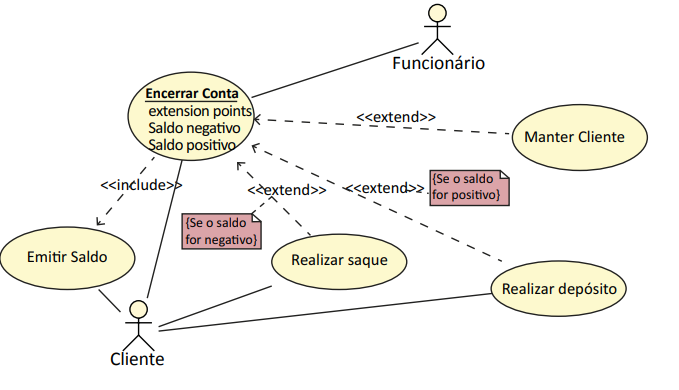 Funcionário
Encerrar Conta
extension points
Saldo negativo
Saldo positivo
<<extend>>
Manter Cliente
<<include>>
<<extend>>
<<extend>>
{Se o saldo
for positivo}
{Se o saldo
for negativo}
Emitir Saldo
Realizar saque
Realizar depósito
Cliente